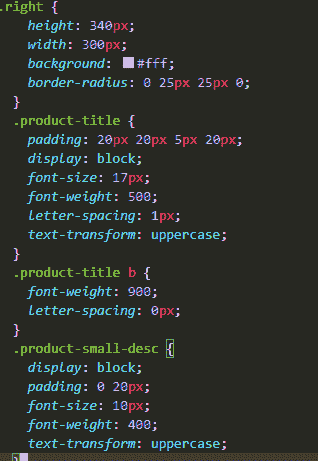 .right {
height: 340px;
width: 300px;
background: #fff;
border-radius: 0 25px 25px 0;
}
.product-title {
padding: 20px 20px 5px 20px;
display: block;
font-size: 17px;
font-weight: 500;
letter-spacing: 1px;
text-transform: uppercase;
}
.product-title b {
font-weight: 900;
letter-spacing: 0px;
}
.product-small-desc {
display: block;
padding: 0 20px;
font-size: 10px;
font-weight: 400;
text-transform: uppercase;
}